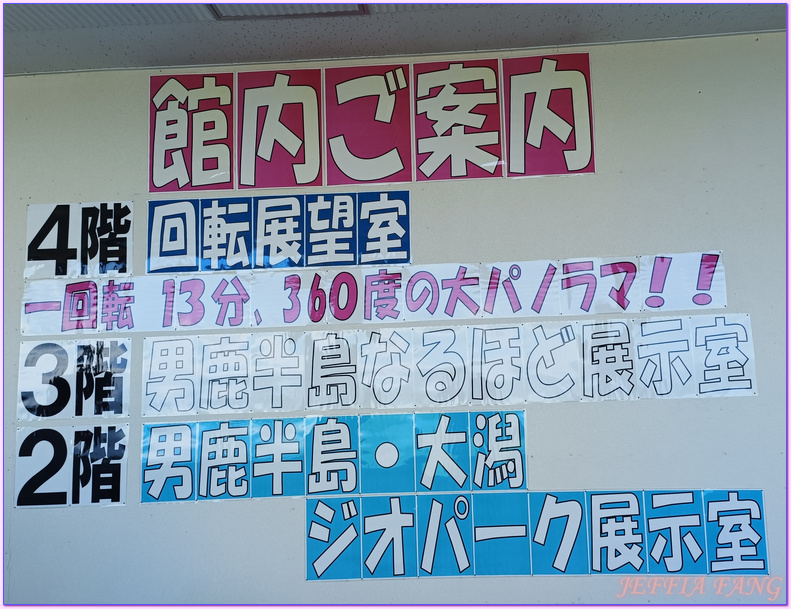 館内ご案内
4階 回転展望室
一回転 13分、360度の大パノラマ！！
3階 男鹿半島なるほど展示室
2階 男鹿半島・大潟
ジオパーク展示室
JEFFIA FANG